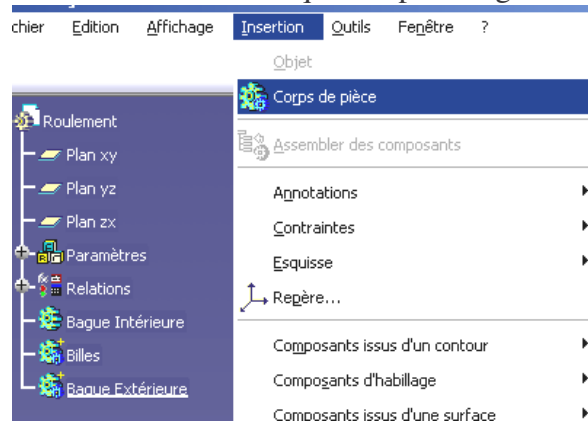 chier Edition Affichage Insertion Outils Fenêtre ?
Objet
Corps de pièce
Assembler des composants
Annotations
Contraintes
Esquisse
Repère...
Composants issus d'un contour
Composants d'habillage
Composants issus d'une surface
Roulement
Plan xy
Plan yz
Plan zx
Paramètres
Relations
Bague Intérieure
Billes
Bague Extérieure